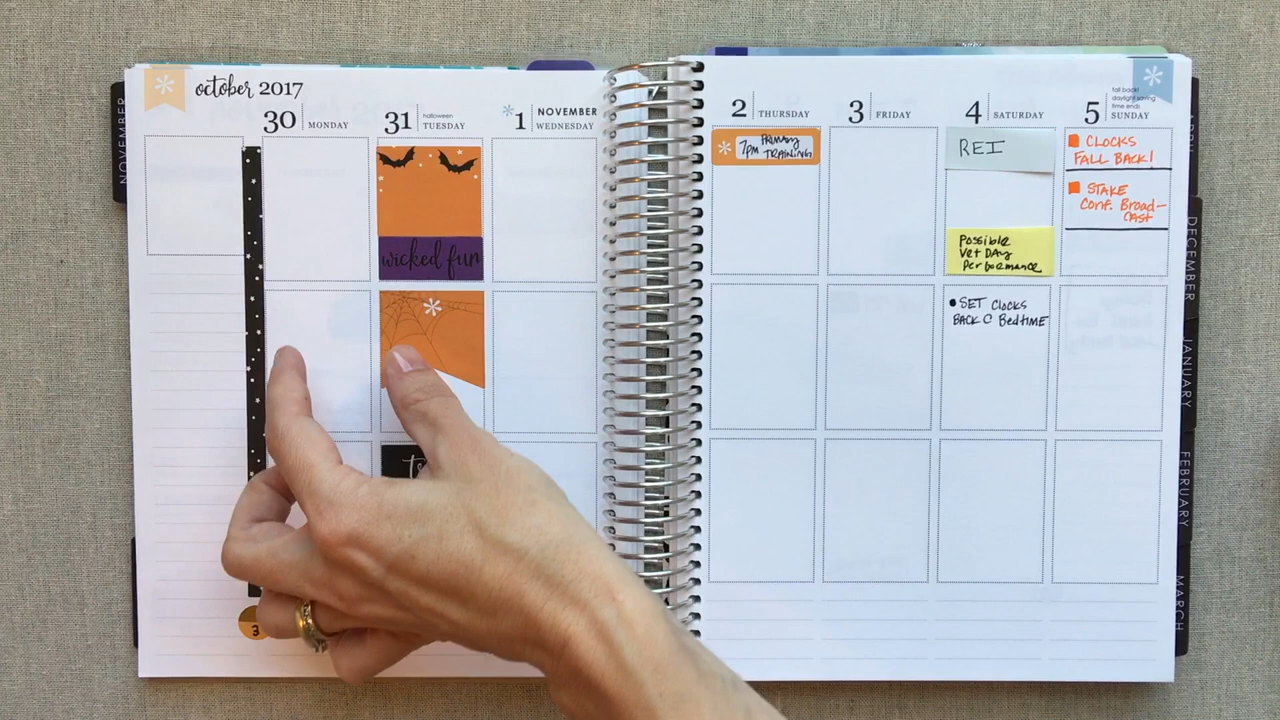 october 2017
30 MONDAY
31 halloween TUESDAY
1 NOVEMBER WEDNESDAY
wicked fun
3
NOVEMBER
2 THURSDAY
3 FRIDAY
4 SATURDAY
5 fall back! daylight saving time ends SUNDAY
7PM PRIMARY
TRAINING
REI
Possible
Vet DAy
Performance
• SET Clocks
BACK @ BedtIME
CLOCKS
FALL BACK!
STAKE
Conf. Broad-
CAST
DECEMBER
JANUARY
FEBRUARY
MARCH